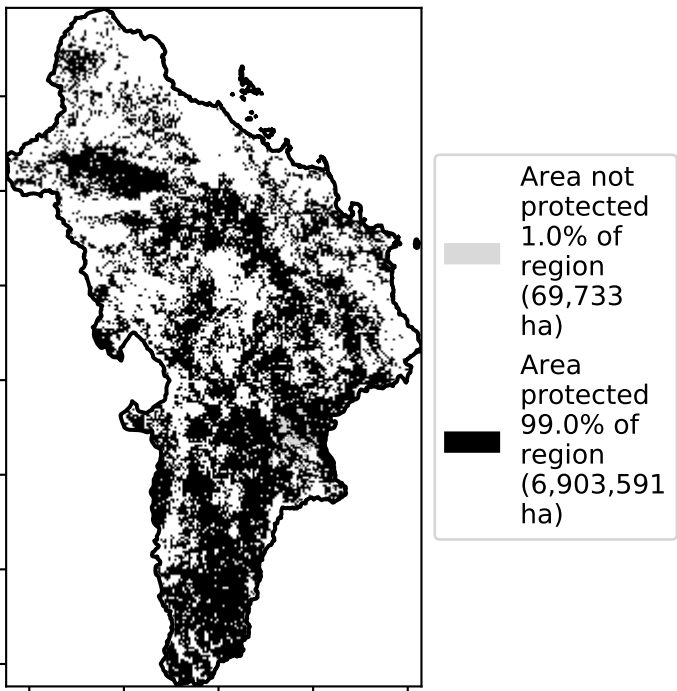 Area not
protected
1.0% of
region
(69,733
ha)
Area
protected
99.0% of
region
(6,903,591
ha)